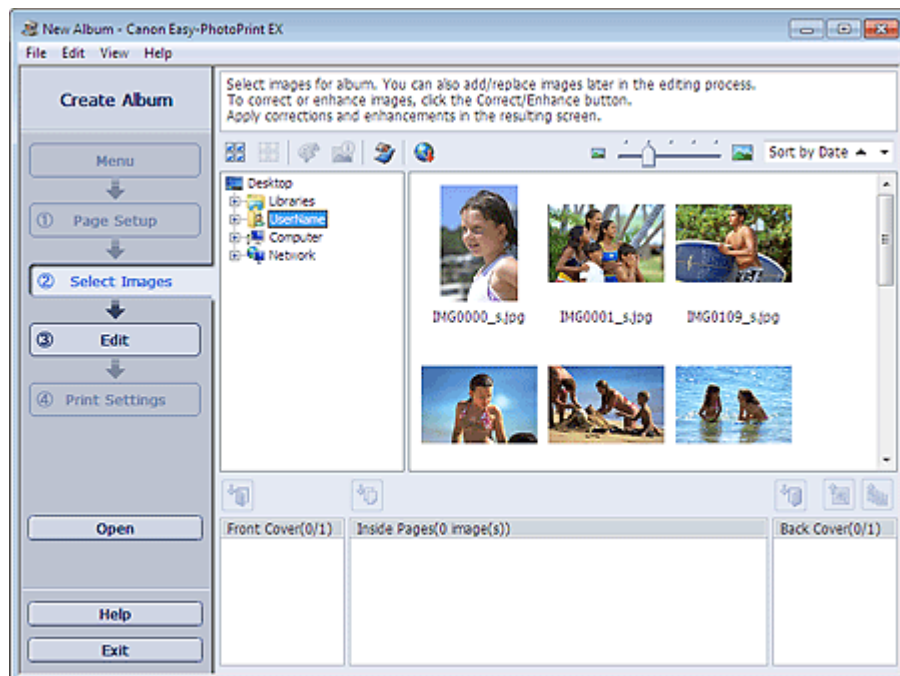 New Album - Canon Easy-PhotoPrint EX
File Edit View Help
Create Album
Select images for album. You can also add/replace images later in the editing process.
To correct or enhance images, click the Correct/Enhance button.
Apply corrections and enhancements in the resulting screen.
Menu
① Page Setup
② Select Images
③ Edit
④ Print Settings
Open
Help
Exit
Sort by Date
Desktop
Libraries
UserName
Computer
Network
IMG0000_s.jpg IMG0001_s.jpg IMG0109_s.jpg
Front Cover(0/1) Inside Pages(0 image(s)) Back Cover(0/1)